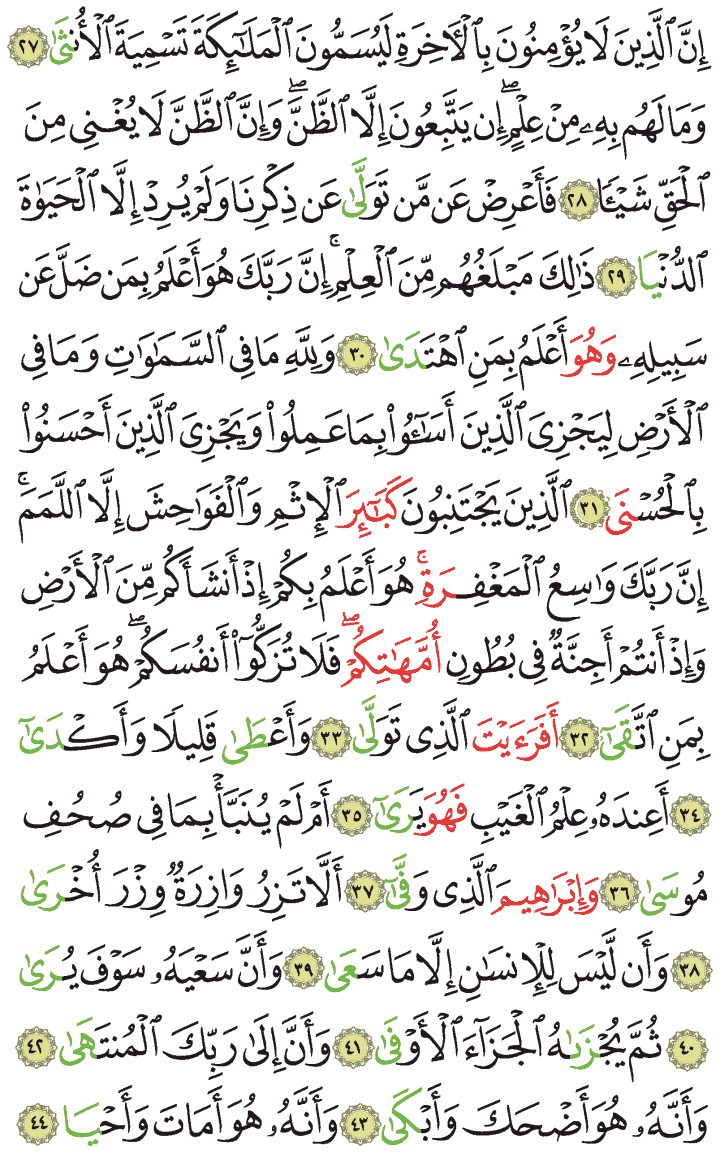 إِنَّ ٱلَّذِينَ لَا يُؤْمِنُونَ بِٱلْأٓخِرَةِ لَيُسَمُّونَ ٱلْمَلَٰٓئِكَةَ تَسْمِيَةَ ٱلْأُنثَىٰ ٢٧
وَمَا لَهُم بِهِۦ مِنْ عِلْمٍۖ إِن يَتَّبِعُونَ إِلَّا ٱلظَّنَّۖ وَإِنَّ ٱلظَّنَّ لَا يُغْنِى مِنَ
ٱلْحَقِّ شَيْـًٔا ٢٨ فَأَعْرِضْ عَن مَّن تَوَلَّىٰ عَن ذِكْرِنَا وَلَمْ يُرِدْ إِلَّا ٱلْحَيَوٰةَ
ٱلدُّنْيَا ٢٩ ذَٰلِكَ مَبْلَغُهُم مِّنَ ٱلْعِلْمِۚ إِنَّ رَبَّكَ هُوَ أَعْلَمُ بِمَن ضَلَّ عَن
سَبِيلِهِۦ وَهُوَ أَعْلَمُ بِمَنِ ٱهْتَدَىٰ ٣٠ وَلِلَّهِ مَا فِى ٱلسَّمَٰوَٰتِ وَمَا فِى
ٱلْأَرْضِ لِيَجْزِىَ ٱلَّذِينَ أَسَٰٓـُٔوا۟ بِمَا عَمِلُوا۟ وَيَجْزِىَ ٱلَّذِينَ أَحْسَنُوا۟
بِٱلْحُسْنَى ٣١ ٱلَّذِينَ يَجْتَنِبُونَ كَبَٰٓئِرَ ٱلْإِثْمِ وَٱلْفَوَٰحِشَ إِلَّا ٱللَّمَمَۚ
إِنَّ رَبَّكَ وَٰسِعُ ٱلْمَغْفِرَةِۚ هُوَ أَعْلَمُ بِكُمْ إِذْ أَنشَأَكُم مِّنَ ٱلْأَرْضِ
وَإِذْ أَنتُمْ أَجِنَّةٌ فِى بُطُونِ أُمَّهَٰتِكُمْۖ فَلَا تُزَكُّوٓا۟ أَنفُسَكُمْۖ هُوَ أَعْلَمُ
بِمَنِ ٱتَّقَىٰٓ ٣٢ أَفَرَءَيْتَ ٱلَّذِى تَوَلَّىٰ ٣٣ وَأَعْطَىٰ قَلِيلًا وَأَكْدَىٰٓ
٣٤ أَعِندَهُۥ عِلْمُ ٱلْغَيْبِ فَهُوَ يَرَىٰٓ ٣٥ أَمْ لَمْ يُنَبَّأْ بِمَا فِى صُحُفِ
مُوسَىٰ ٣٦ وَإِبْرَٰهِيمَ ٱلَّذِى وَفَّىٰٓ ٣٧ أَلَّا تَزِرُ وَازِرَةٌ وِزْرَ أُخْرَىٰ
٣٨ وَأَن لَّيْسَ لِلْإِنسَٰنِ إِلَّا مَا سَعَىٰ ٣٩ وَأَنَّ سَعْيَهُۥ سَوْفَ يُرَىٰ
٤٠ ثُمَّ يُجْزَىٰهُ ٱلْجَزَآءَ ٱلْأَوْفَىٰ ٤١ وَأَنَّ إِلَىٰ رَبِّكَ ٱلْمُنتَهَىٰ ٤٢
وَأَنَّهُۥ هُوَ أَضْحَكَ وَأَبْكَىٰ ٤٣ وَأَنَّهُۥ هُوَ أَمَاتَ وَأَحْيَا ٤٤